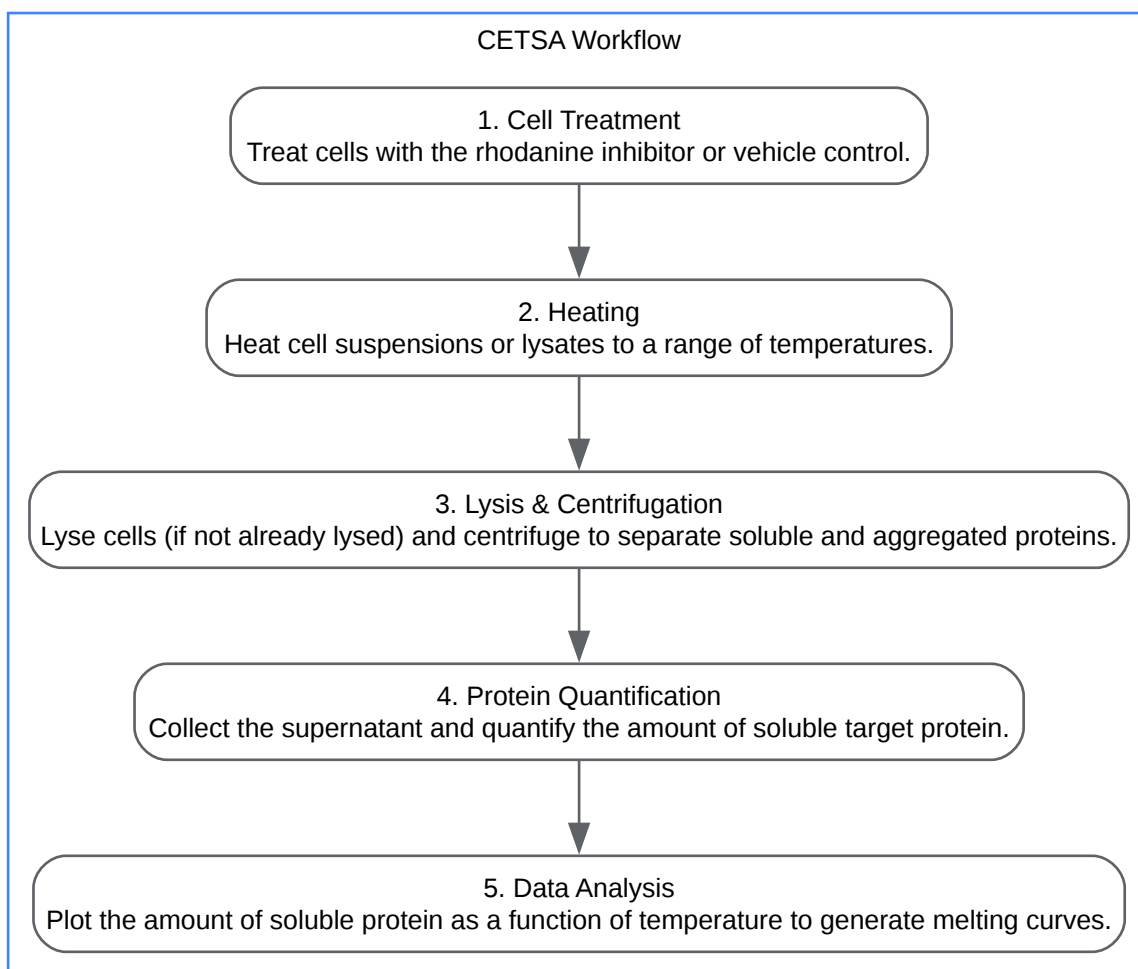 CETSA Workflow
1. Cell Treatment
Treat cells with the rhodanine inhibitor or vehicle control.
2. Heating
Heat cell suspensions or lysates to a range of temperatures.
3. Lysis & Centrifugation
Lyse cells (if not already lysed) and centrifuge to separate soluble and aggregated proteins.
4. Protein Quantification
Collect the supernatant and quantify the amount of soluble target protein.
5. Data Analysis
Plot the amount of soluble protein as a function of temperature to generate melting curves.